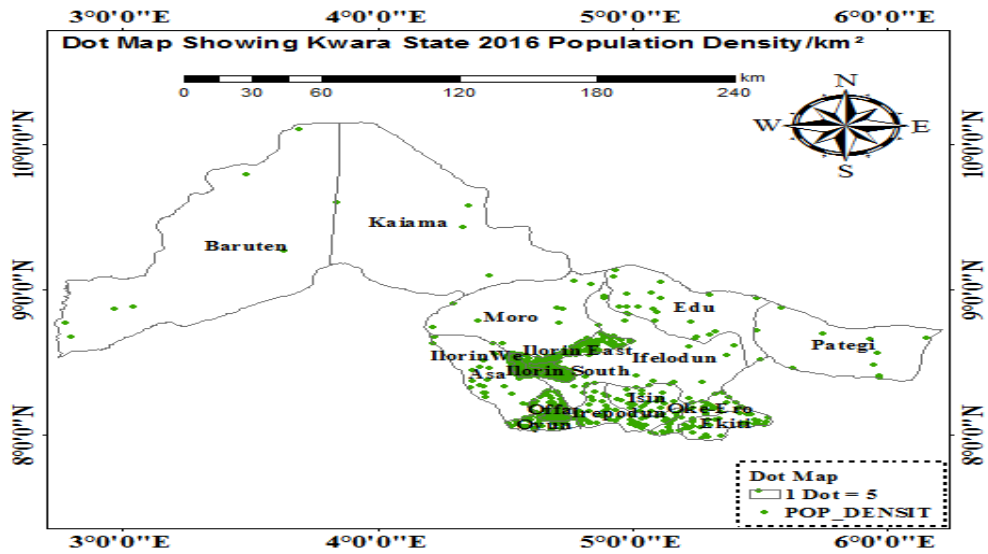 3°0'0"E 4°0'0"E 5°0'0"E 6°0'0"E
Dot Map Showing Kwara State 2016 Population Density/km²
km
0 30 60 120 180 240
N
W E
S
10°0'0"N 10°0'0"N
Kaiama
Baruten
9°0'0"N 9°0'0"N
Edu
Moro
Pategi
Ilorin East
IlorinWe Ifelodun
Ilorin South
Asa
Isin
Offa Irepodun Oke-Ero
Oyun Ekiti
8°0'0"N 8°0'0"N
Dot Map
1 Dot = 5
POP_DENSIT
3°0'0"E 4°0'0"E 5°0'0"E 6°0'0"E